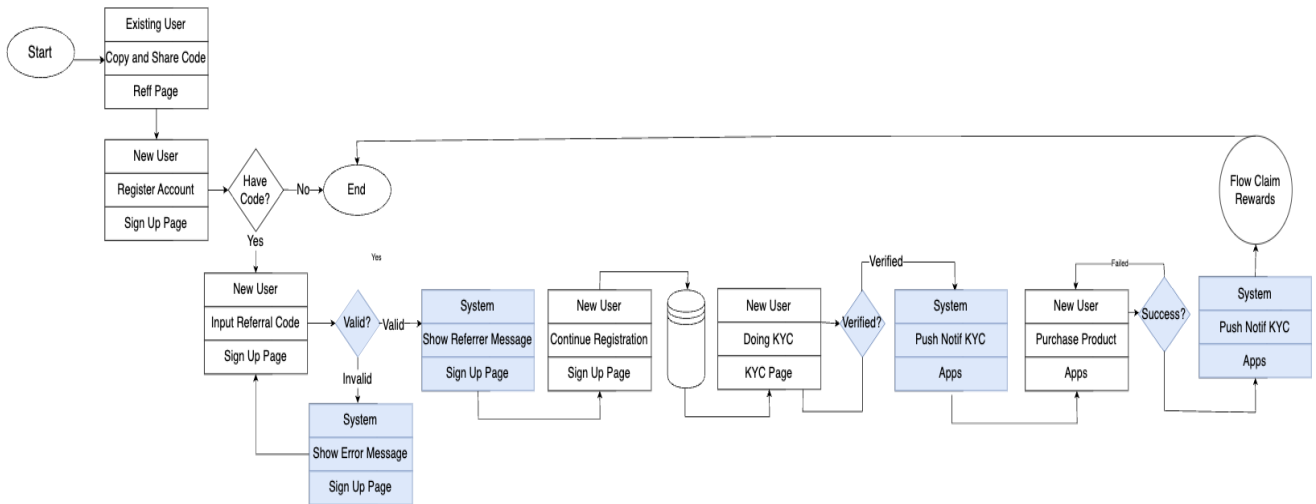 Existing User
Start
Copy and Share Code
Reff Page
New User
Register Account
Sign Up Page
Have
Code?
No
End
Flow Claim
Rewards
Yes
Yes
New User
Input Referral Code
Sign Up Page
Valid?
Valid
Invalid
System
Show Error Message
Sign Up Page
System
Show Referrer Message
Sign Up Page
New User
Continue Registration
Sign Up Page
New User
Doing KYC
KYC Page
Verified?
Verified
System
Push Notif KYC
Apps
New User
Purchase Product
Apps
Failed
Success?
System
Push Notif KYC
Apps